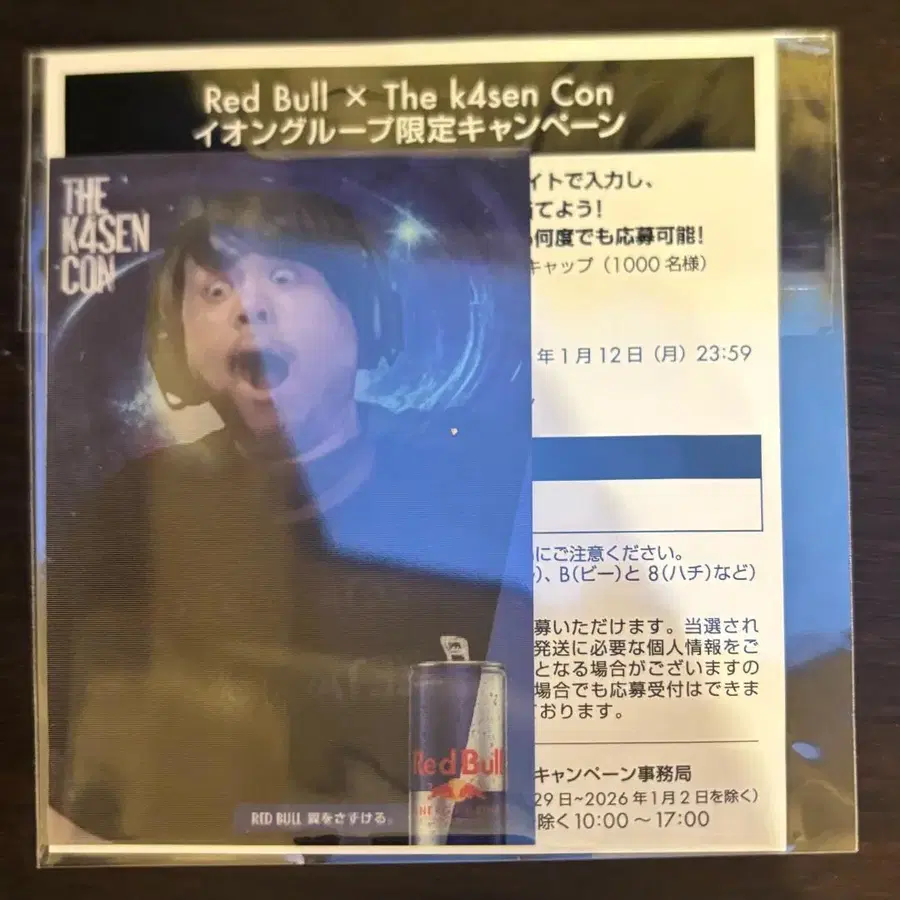 Red Bull × The k4sen Con
イオングループ限定キャンペーン
THE
K4SEN
CON
イトで入力し、
てよう!
何度でも応募可能!
キャップ(1000名様)
年1月12日(月) 23:59
にご注意ください。
)、B(ビー)と 8(ハチ)など)
募いただけます。当選され
発送に必要な個人情報をご
となる場合がございますの
場合でも応募受付はできま
ております。
Red Bull
RED BULL 翼をさずける。
キャンペーン事務局
29日~2026年1月2日を除く)
除く10:00~17:00